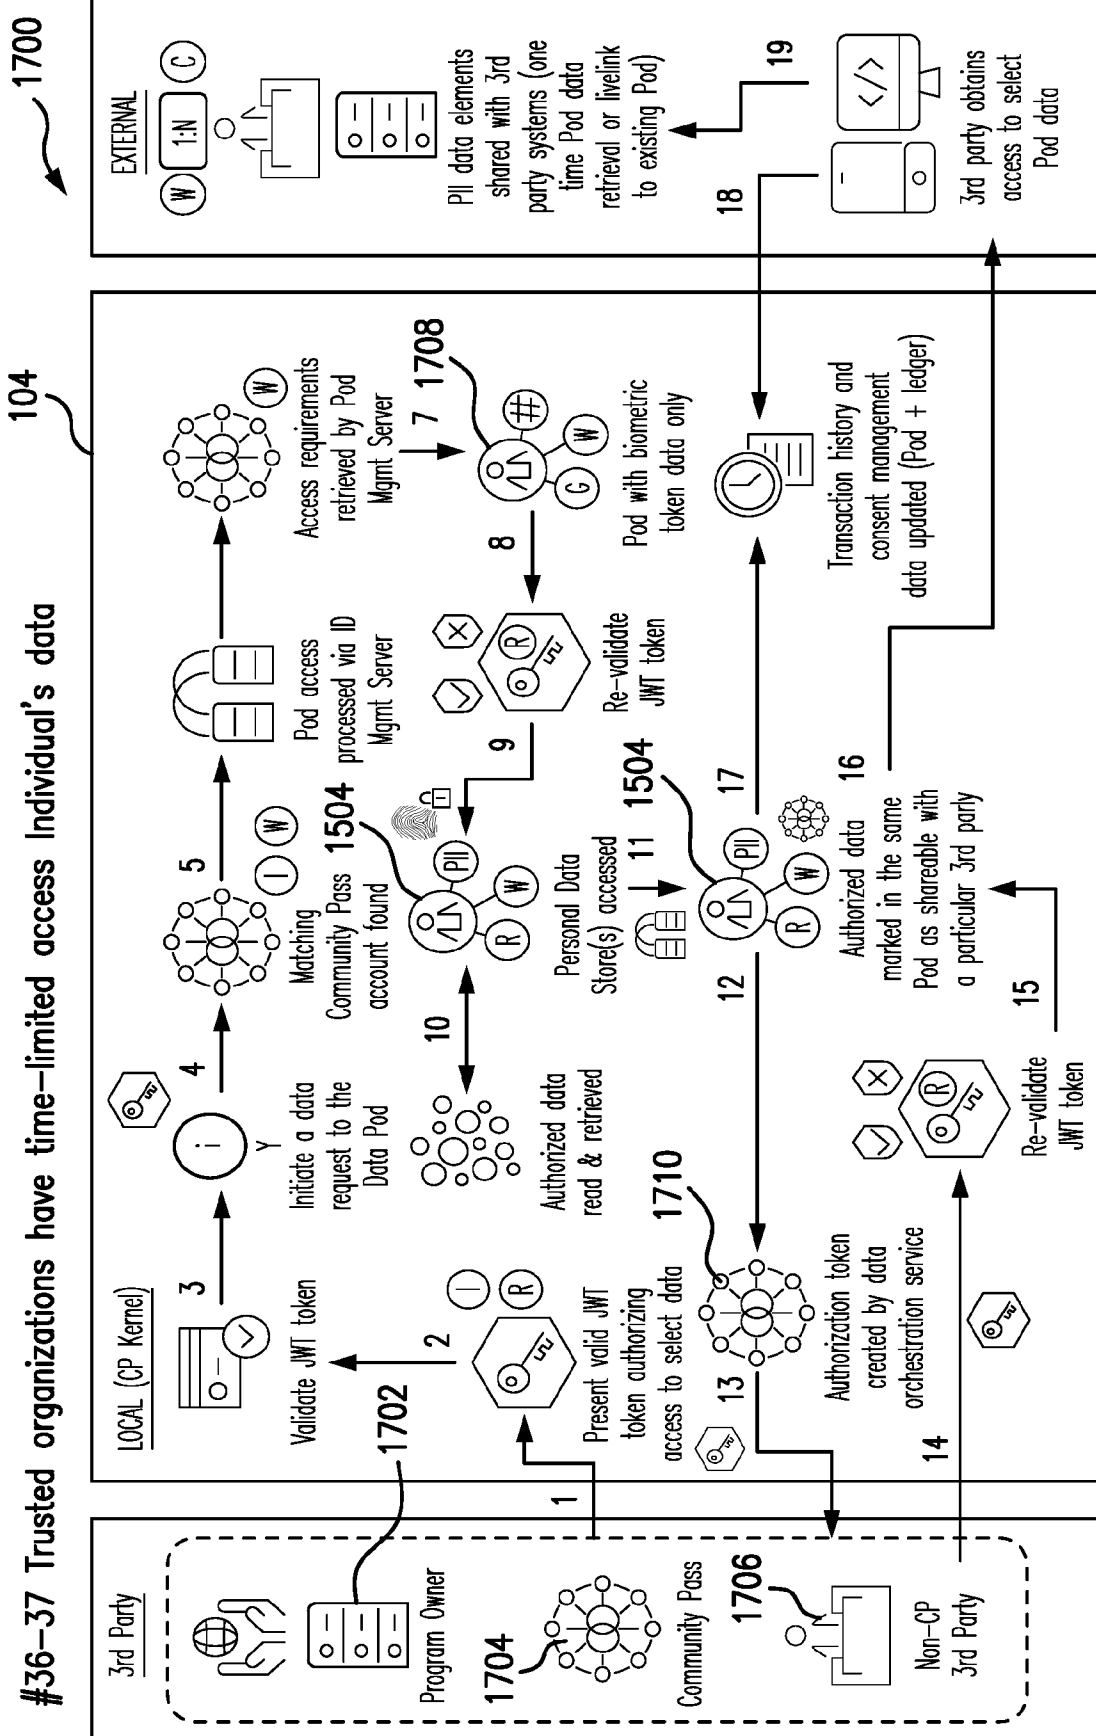 #36-37 Trusted organizations have time-limited access Individual's data
1700
104
3rd Party
1702
Program Owner
1704
Community Pass
1706
Non-CP
3rd Party
LOCAL (CP Kernel)
1
Present valid JWT
token authorizing
access to select data
I
R
2
Validate JWT token
3
i
Initiate a data
request to the
Data Pod
4
Matching
Community Pass
account found
I
W
5
Pod access
processed via ID
Mgmt Server
Access requirements
retrieved by Pod
Mgmt Server
W
7
1708
#
W
G
Pod with biometric
token data only
8
R
Re-validate
JWT token
9
1504
PII
W
R
10
Authorized data
read & retrieved
Personal Data
Store(s) accessed
11
1504
PII
W
R
12
1710
Authorization token
created by data
orchestration service
13
14
R
Re-validate
JWT token
15
Authorized data
marked in the same
Pod as shareable with
a particular 3rd party
16
17
Transaction history and
consent management
data updated (Pod + ledger)
EXTERNAL
W
1:N
C
PII data elements
shared with 3rd
party systems (one
time Pod data
retrieval or livelink
to existing Pod)
18
19
</>
3rd party obtains
access to select
Pod data